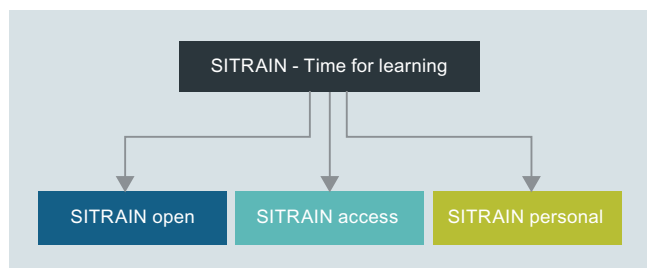 SITRAIN - Time for learning
SITRAIN open
SITRAIN access
SITRAIN personal